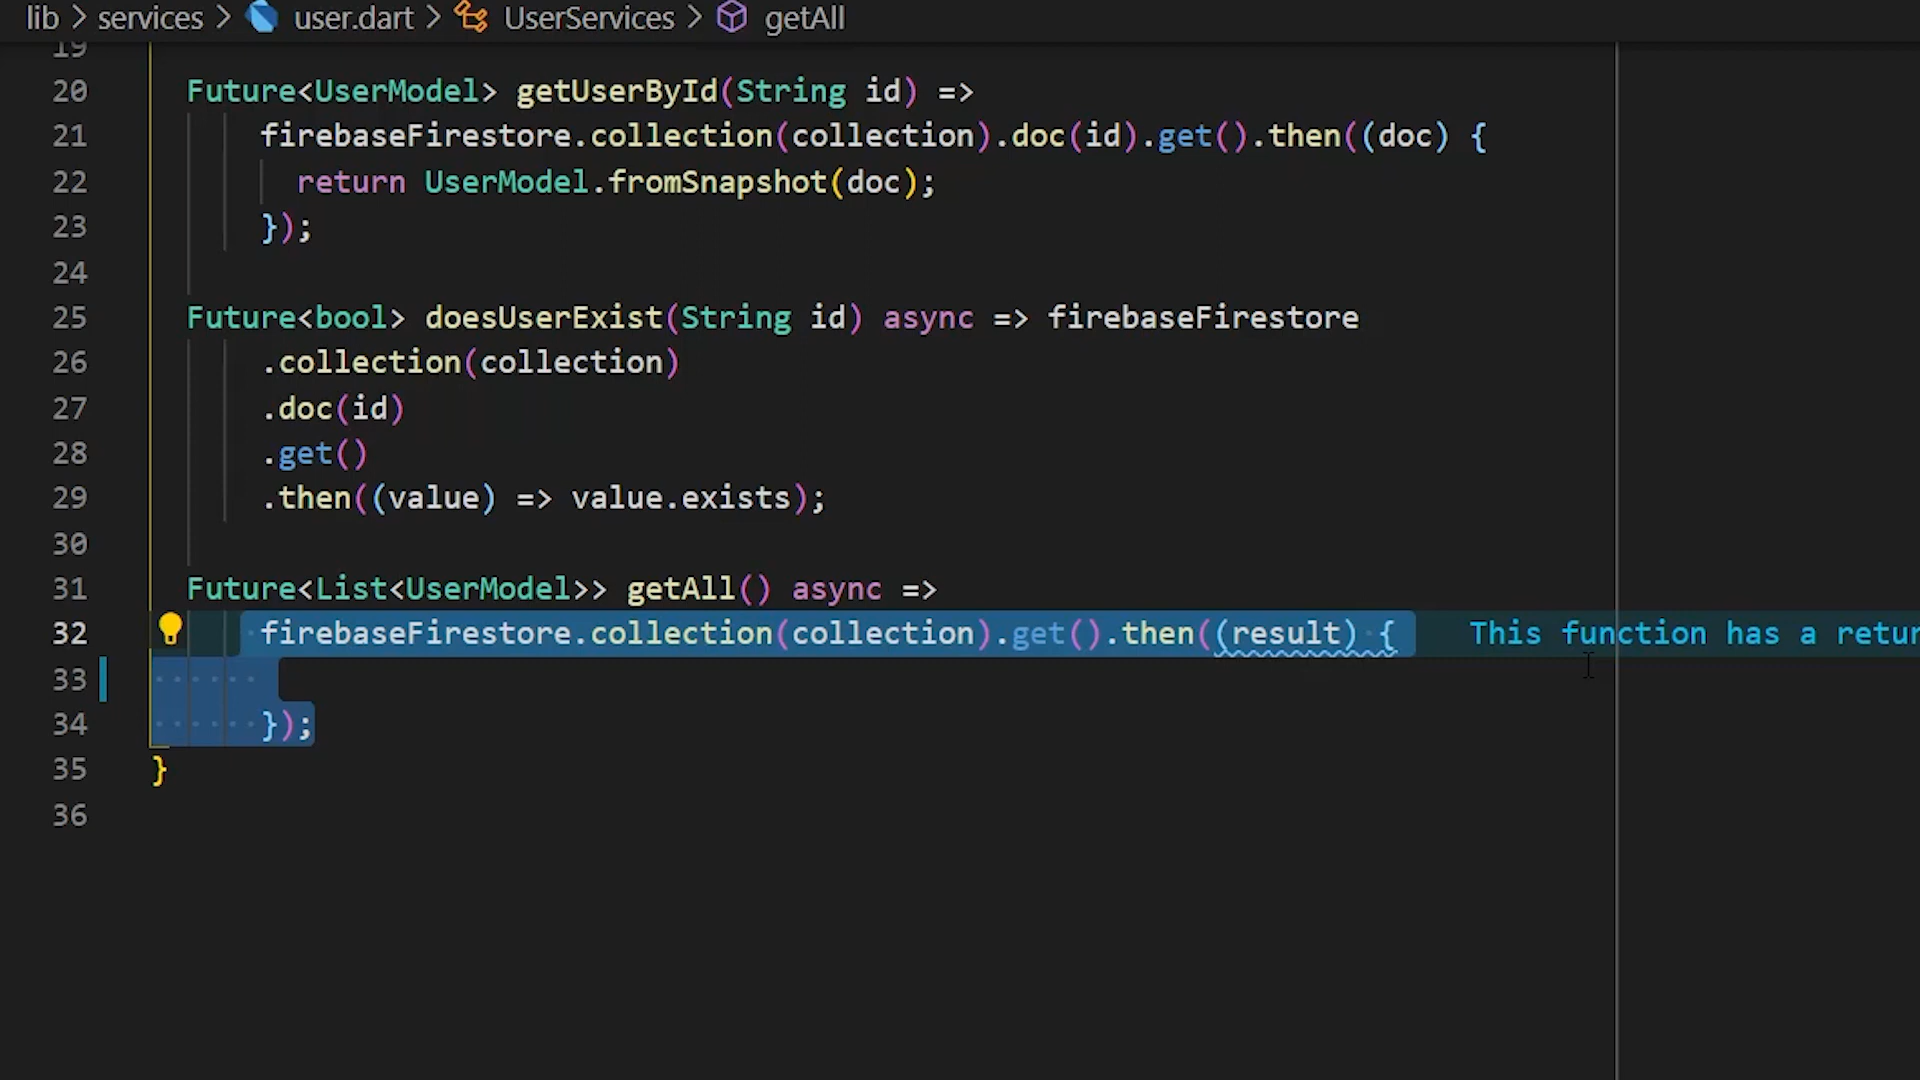 lib > services > user.dart > UserServices > getAll
19
20 Future<UserModel> getUserById(String id) =>
21 firebaseFirestore.collection(collection).doc(id).get().then((doc) {
22 return UserModel.fromSnapshot(doc);
23 });
24
25 Future<bool> doesUserExist(String id) async => firebaseFirestore
26 .collection(collection)
27 .doc(id)
28 .get()
29 .then((value) => value.exists);
30
31 Future<List<UserModel>> getAll() async =>
32 firebaseFirestore.collection(collection).get().then((result) { This function has a retur
33
34 });
35 }
36